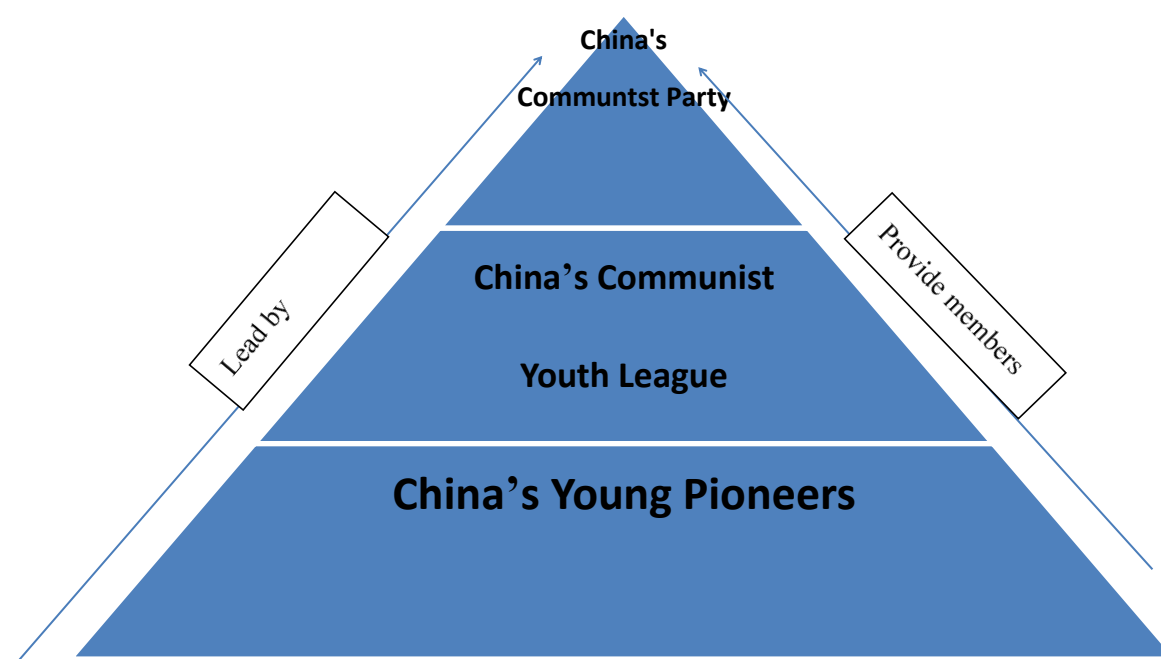 China's
Communtst Party
Lead by
Provide members
China’s Communist
Youth League
China’s Young Pioneers